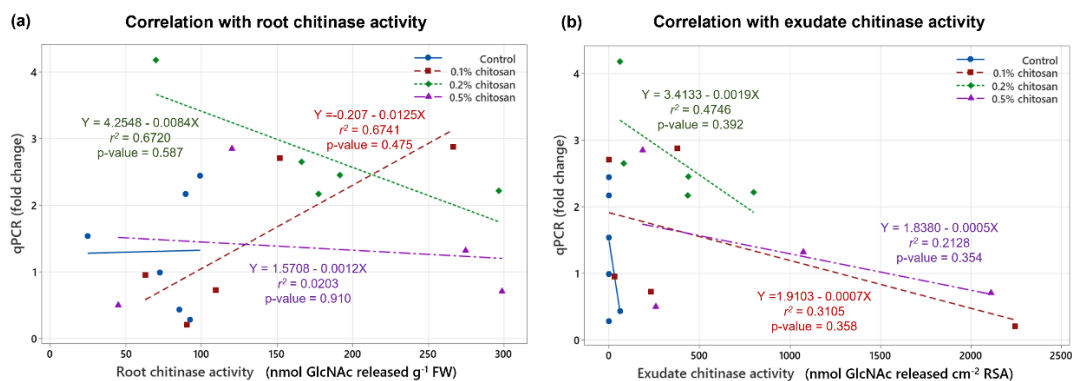 (a)
Correlation with root chitinase activity
Control
0.1% chitosan
0.2% chitosan
0.5% chitosan
qPCR (fold change)
4
3
2
1
0
Y = 4.2548 - 0.0084X
r² = 0.6720
p-value = 0.587
Y=-0.207 - 0.0125X
r² = 0.6741
p-value = 0.475
Y = 1.5708 - 0.0012X
r² = 0.0203
p-value = 0.910
0 50 100 150 200 250 300
Root chitinase activity (nmol GlcNAc released g⁻¹ FW)
(b)
Correlation with exudate chitinase activity
Control
0.1% chitosan
0.2% chitosan
0.5% chitosan
qPCR (fold change)
4
3
2
1
0
Y = 3.4133 - 0.0019X
r² = 0.4746
p-value = 0.392
Y = 1.8380 - 0.0005X
r² = 0.2128
p-value = 0.354
Y =1.9103 - 0.0007X
r² = 0.3105
p-value = 0.358
0 500 1000 1500 2000 2500
Exudate chitinase activity (nmol GlcNAc released cm⁻² RSA)